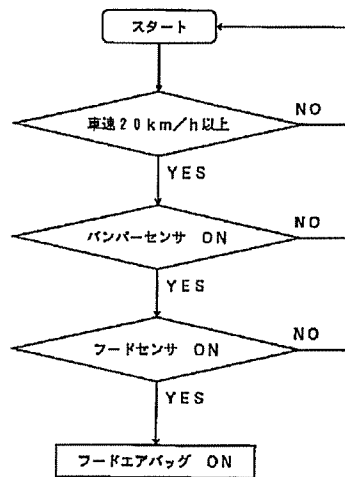 スタート
車速20km/h以上
NO
YES
バンパーセンサ ON
NO
YES
フードセンサ ON
NO
YES
フードエアバッグ ON